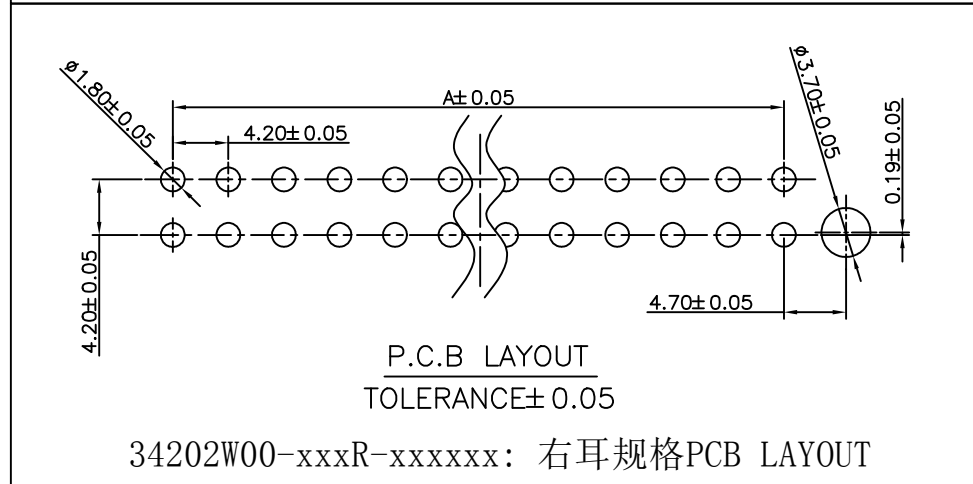 ø1.80±0.05
A±0.05
4.20±0.05
ø3.70±0.05
0.19±0.05
4.20±0.05
4.70±0.05
P.C.B LAYOUT
TOLERANCE±0.05
34202W00-xxxR-xxxxxx: 右耳规格PCB LAYOUT